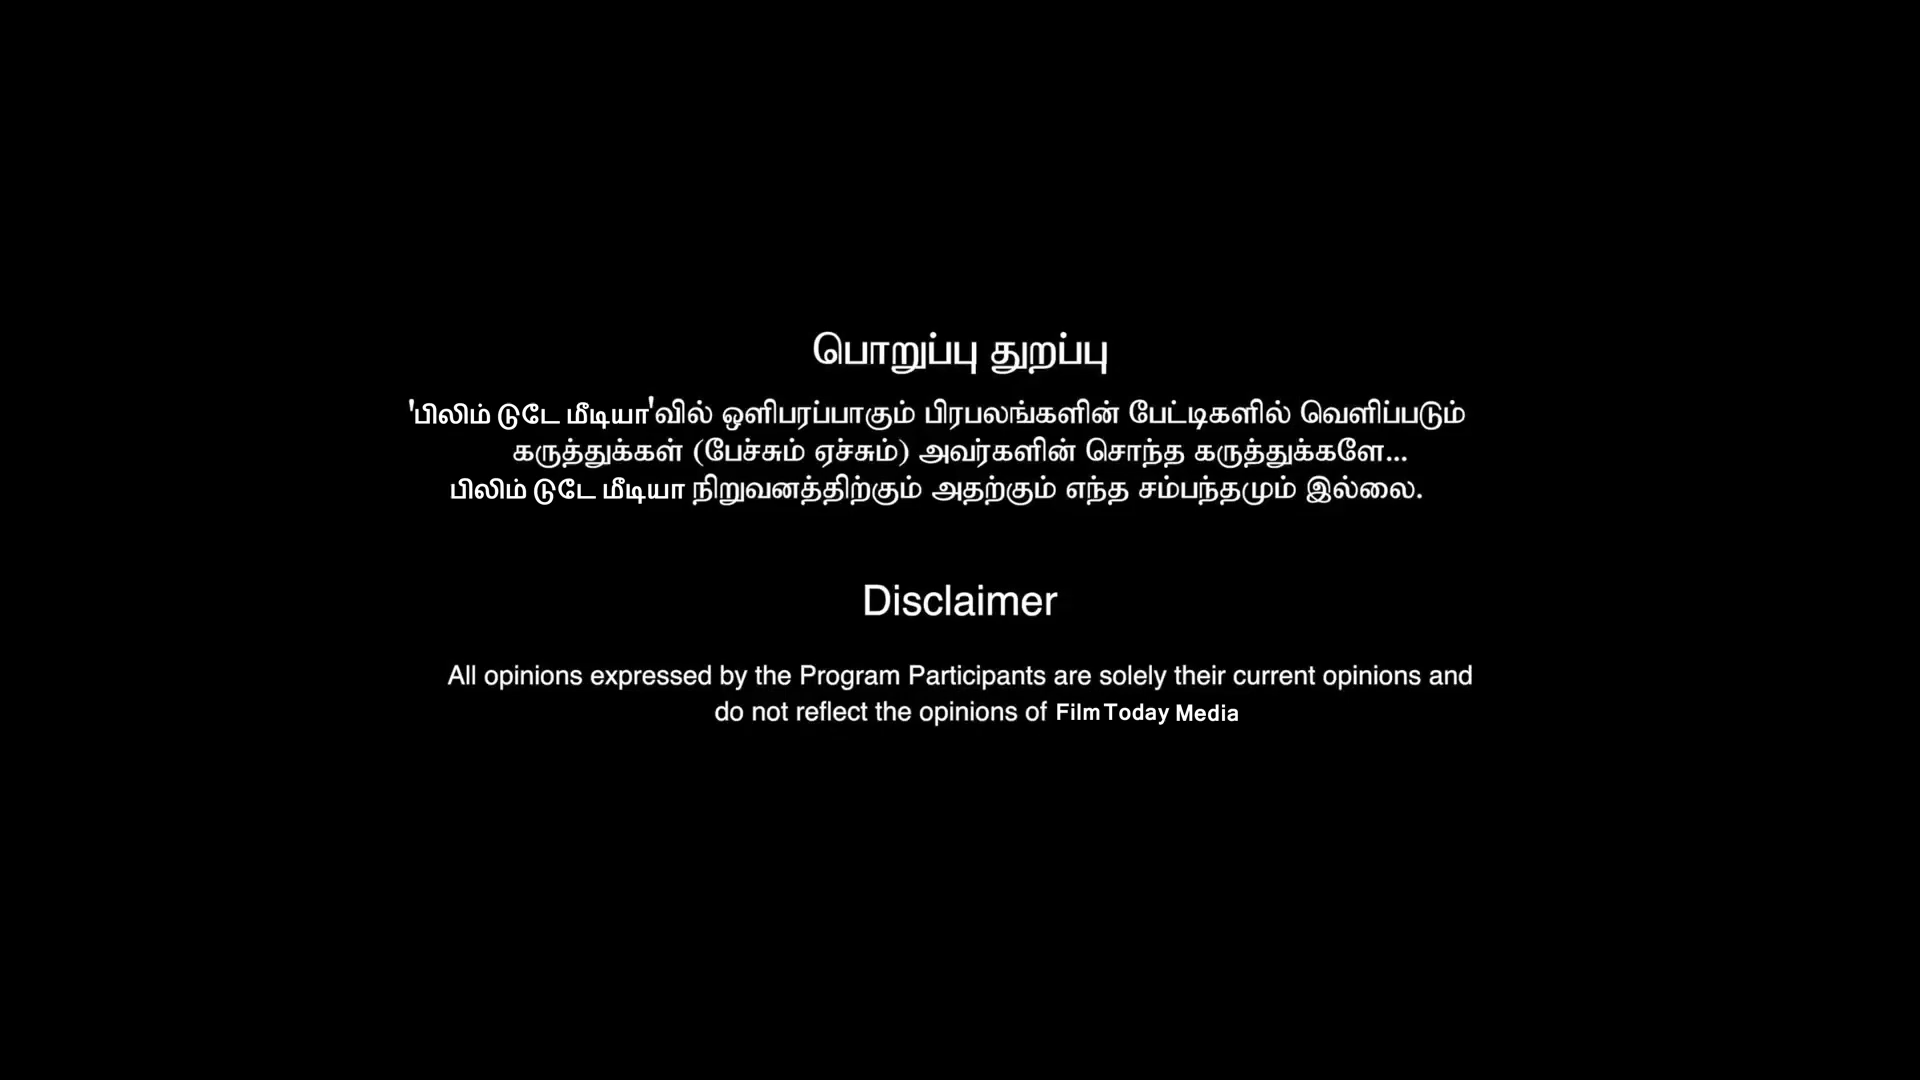 பொறுப்பு துறப்பு
'பிலிம் டுடே மீடியா'வில் ஒளிபரப்பாகும் பிரபலங்களின் பேட்டிகளில் வெளிப்படும்
கருத்துக்கள் (பேச்சும் ஏச்சும்) அவர்களின் சொந்த கருத்துக்களே...
பிலிம் டுடே மீடியா நிறுவனத்திற்கும் அதற்கும் எந்த சம்பந்தமும் இல்லை.
Disclaimer
All opinions expressed by the Program Participants are solely their current opinions and
do not reflect the opinions of Film Today Media